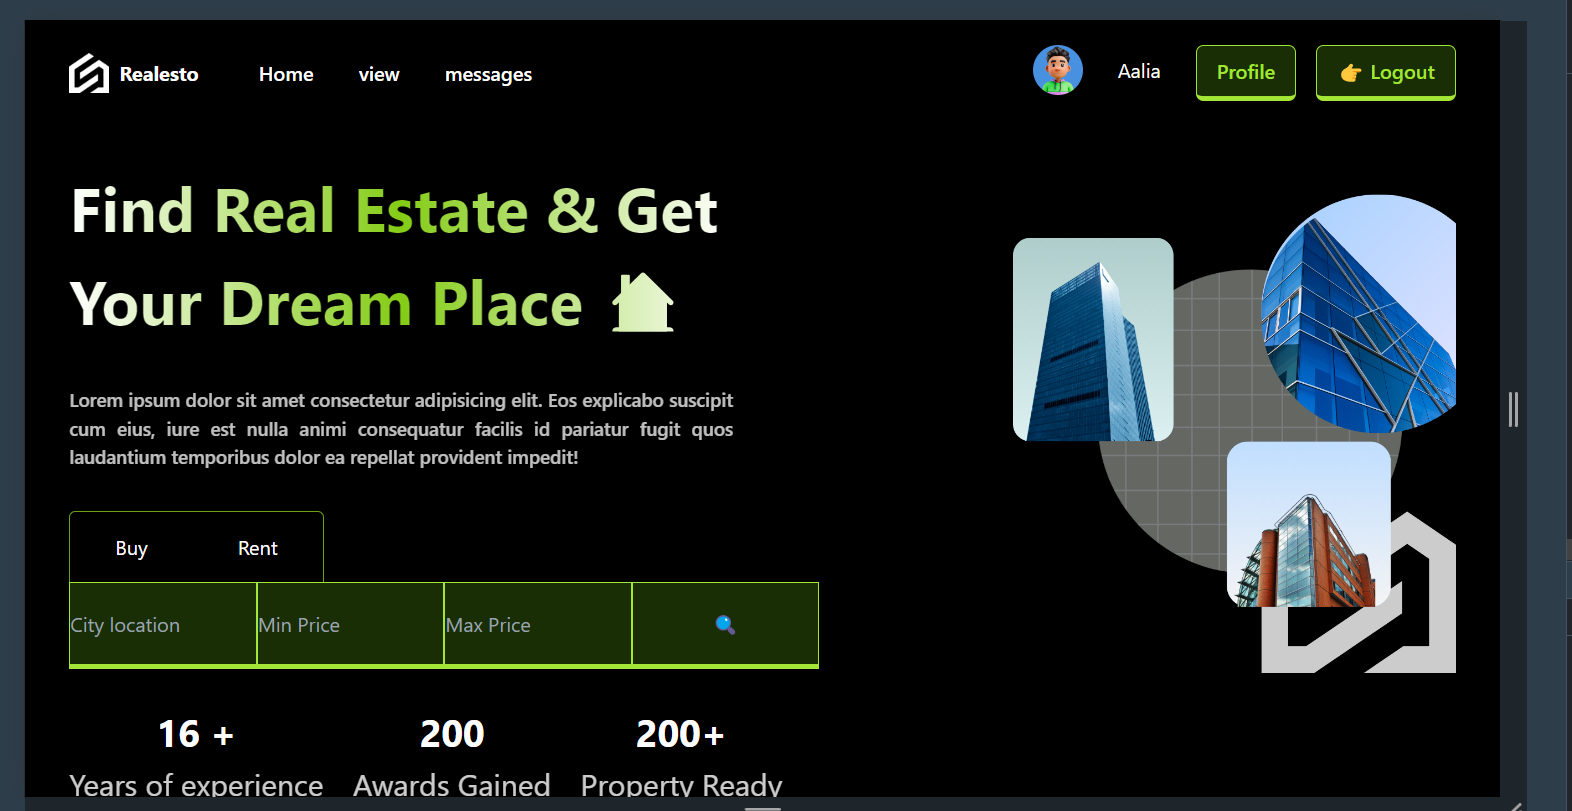 Realesto Home view messages Aalia Profile 👉 Logout
Find Real Estate & Get
Your Dream Place 🏠
Lorem ipsum dolor sit amet consectetur adipisicing elit. Eos explicabo suscipit
cum eius, iure est nulla animi consequatur facilis id pariatur fugit quos
laudantium temporibus dolor ea repellat provident impedit!
Buy Rent
City location Min Price Max Price 🔍
16 + 200 200+
Years of experience Awards Gained Property Ready